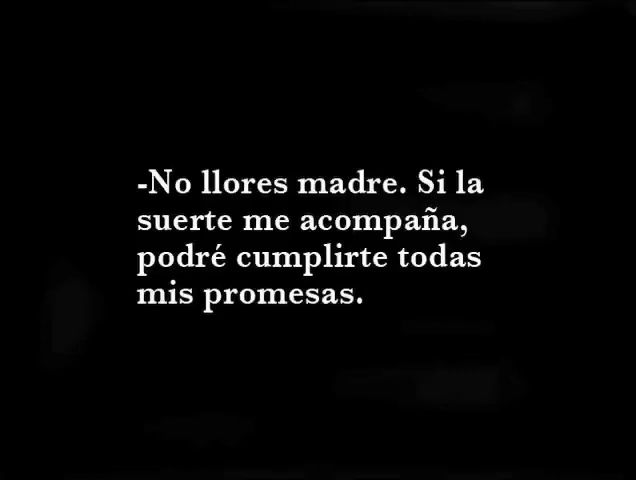 -No llores madre. Si la
suerte me acompaña,
podré cumplirte todas
mis promesas.